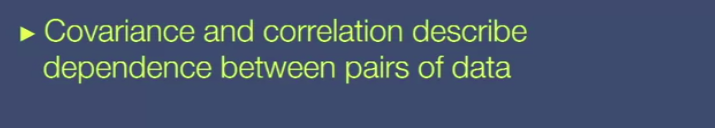 ► Covariance and correlation describe
dependence between pairs of data